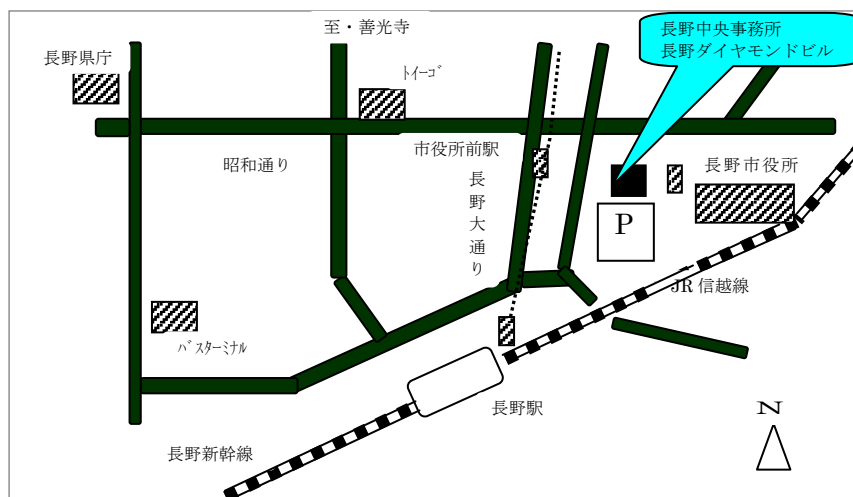 至・善光寺
長野中央事務所
長野ダイヤモンドビル
長野県庁
ﾄｲｰｺﾞ
昭和通り
市役所前駅
長野市役所
長野大通り
P
JR 信越線
ﾊﾞｽターミﾅﾙ
長野駅
N
長野新幹線